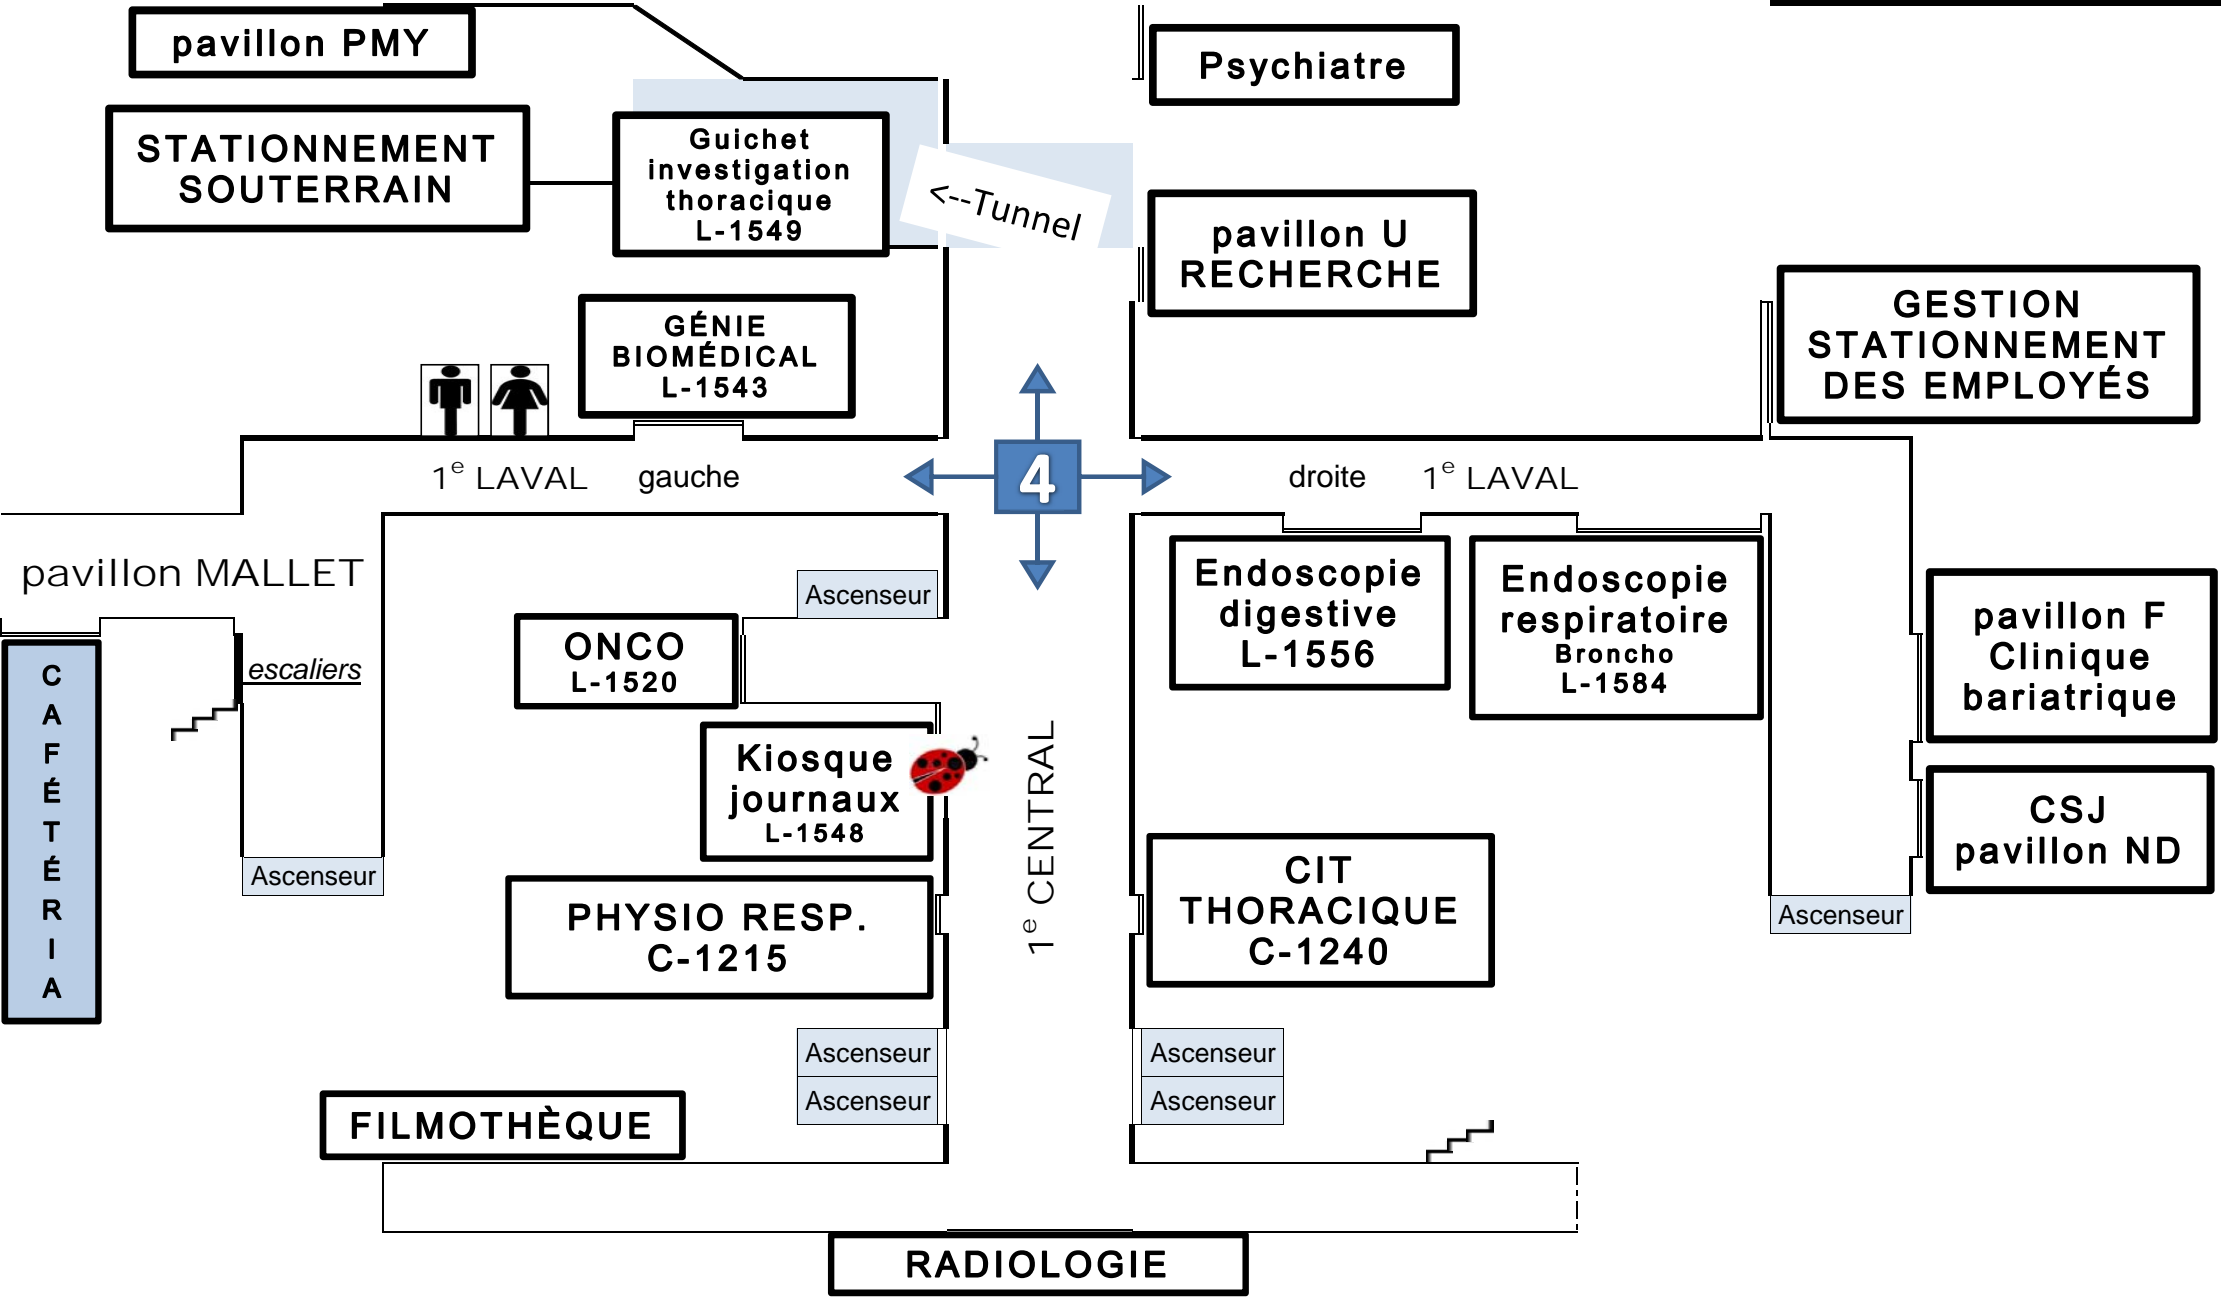 pavillon PMY
Psychiatre
STATIONNEMENT
SOUTERRAIN
Guichet
investigation
thoracique
L-1549
<--Tunnel
pavillon U
RECHERCHE
GÉNIE
BIOMÉDICAL
L-1543
GESTION
STATIONNEMENT
DES EMPLOYÉS
1e LAVAL gauche
4
droite 1e LAVAL
pavillon MALLET
Ascenseur
ONCO
L-1520
Endoscopie
digestive
L-1556
Endoscopie
respiratoire
Broncho
L-1584
pavillon F
Clinique
bariatrique
CAFÉTÉRIA
escaliers
Kiosque
journaux
L-1548
1e CENTRAL
CSJ
pavillon ND
Ascenseur
PHYSIO RESP.
C-1215
CIT
THORACIQUE
C-1240
Ascenseur
Ascenseur
Ascenseur
Ascenseur
Ascenseur
FILMOTHÈQUE
RADIOLOGIE